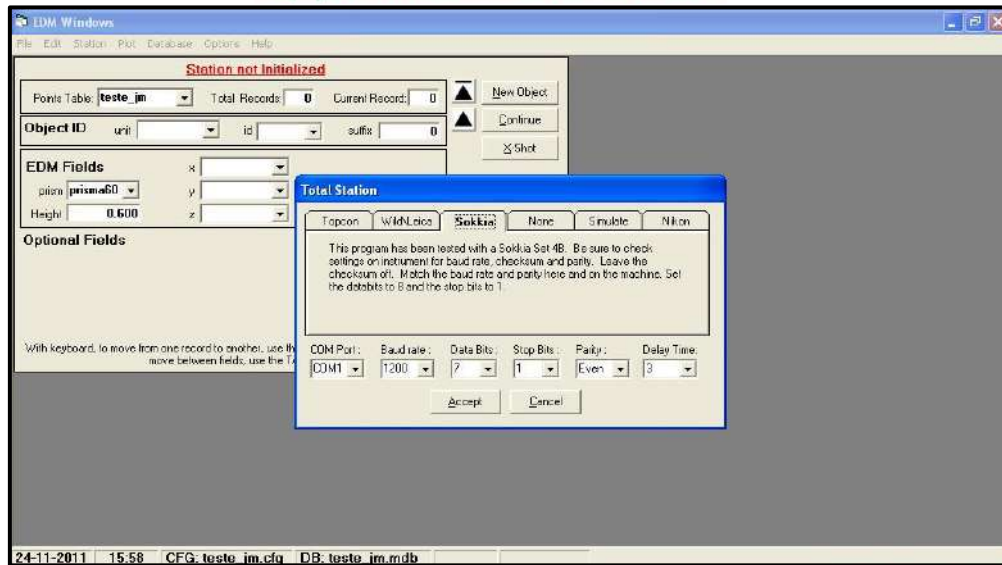 EDM Windows
File Edit Station Plot Database Options Help
Station not Initialized
Points Table: teste_jm Total Records: 0 Current Record: 0 New Object
Object ID unit id suffix 0 Continue
X Shot
EDM Fields x
prism prisma60 y
Height 0.600 z
Optional Fields
With keyboard, to move from one record to another, use th
move between fields, use the TA
Total Station
Topcon Wild\Leica Sokkia None Simulate Nikon
This program has been tested with a Sokkia Set 4B. Be sure to check
settings on instrument for baud rate, checksum and parity. Leave the
checksum off. Match the baud rate and parity here and on the machine. Set
the databits to 8 and the stop bits to 1.
COM Port: Baud rate: Data Bits: Stop Bits: Parity: Delay Time:
COM1 1200 7 1 Even 3
Accept Cancel
24-11-2011 15:58 CFG: teste_jm.cfg DB: teste_jm.mdb